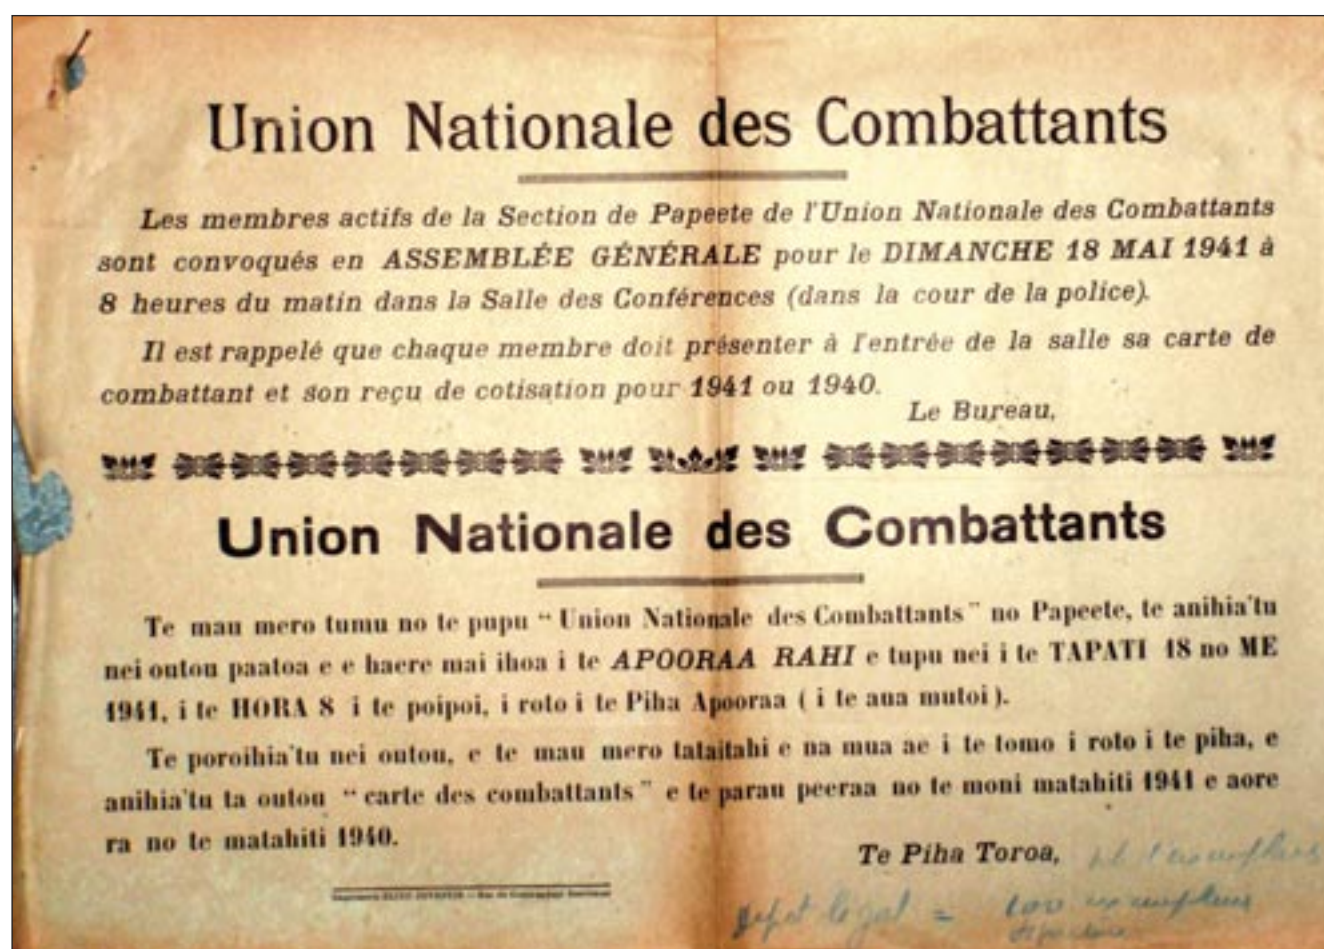 Union Nationale des Combattants
Les membres actifs de la Section de Papeete de l'Union Nationale des Combattants
sont convoqués en ASSEMBLÉE GÉNÉRALE pour le DIMANCHE 18 MAI 1941 à
8 heures du matin dans la Salle des Conférences (dans la cour de la police).
Il est rappelé que chaque membre doit présenter à l'entrée de la salle sa carte de
combattant et son reçu de cotisation pour 1941 ou 1940.
Le Bureau,
Union Nationale des Combattants
Te mau mero tumu no te pupu "Union Nationale des Combattants" no Papeete, te anihia'tu
nei outou paatoa e e haere mai ihoa i te APOORAA RAHI e tupu nei i te TAPATI 18 no ME
1941, i te HORA 8 i te poipoi, i roto i te Piha Apooraa ( i te aua mutoi ).
Te poroihia'tu nei outou, e te mau mero tataitahi e na mua ae i te tomo i roto i te piha, e
anihia'tu ta outou "carte des combattants" e te parau peeraa no te moni matahiti 1941 e aore
ra no te matahiti 1940.
Te Piha Toroa,
légal = 100 exemplaires